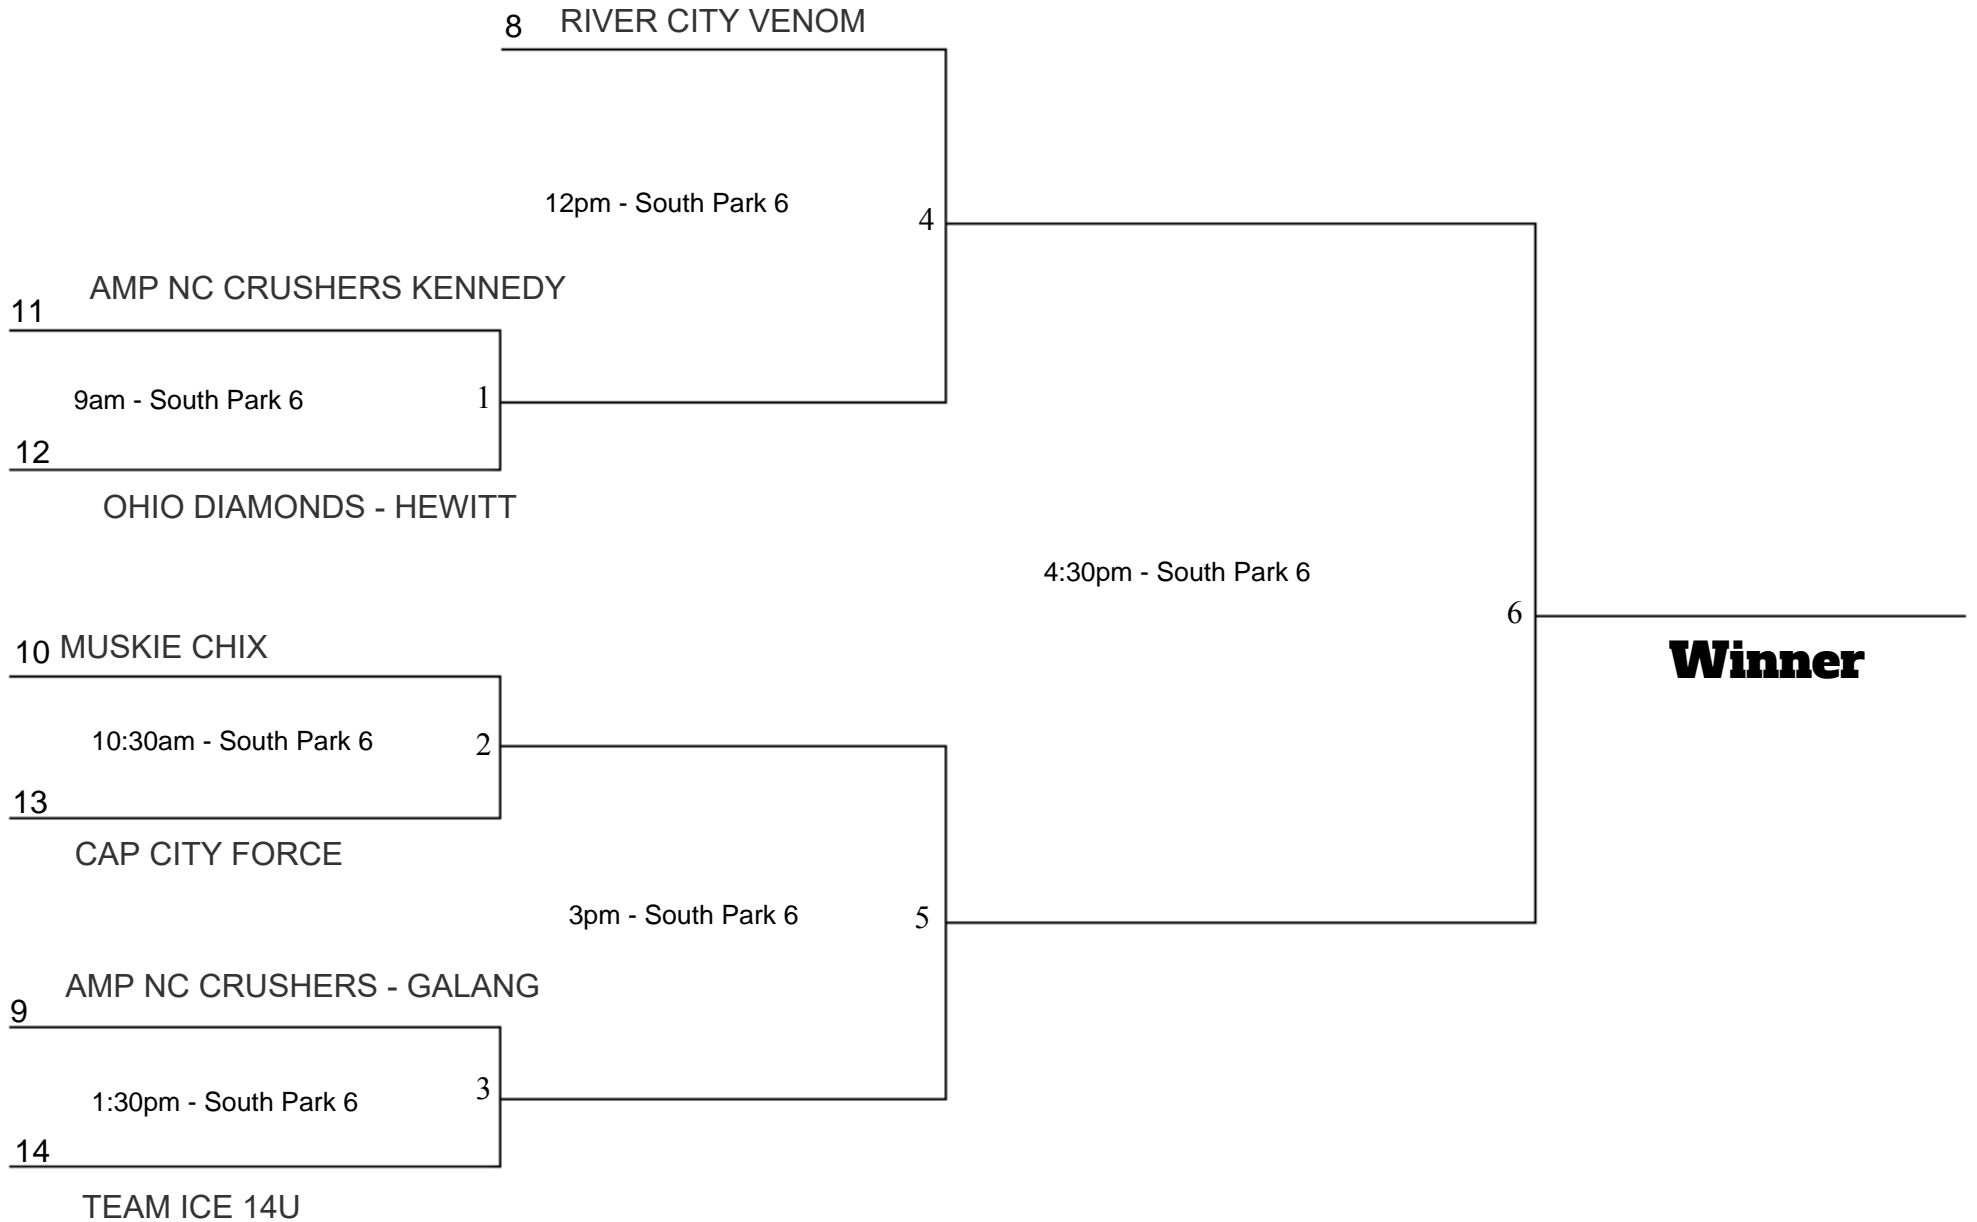 8 RIVER CITY VENOM
12pm - South Park 6
4
AMP NC CRUSHERS KENNEDY
11
9am - South Park 6
1
12
OHIO DIAMONDS - HEWITT
4:30pm - South Park 6
6
Winner
10 MUSKIE CHIX
10:30am - South Park 6
2
13
CAP CITY FORCE
3pm - South Park 6
5
AMP NC CRUSHERS - GALANG
9
1:30pm - South Park 6
3
14
TEAM ICE 14U